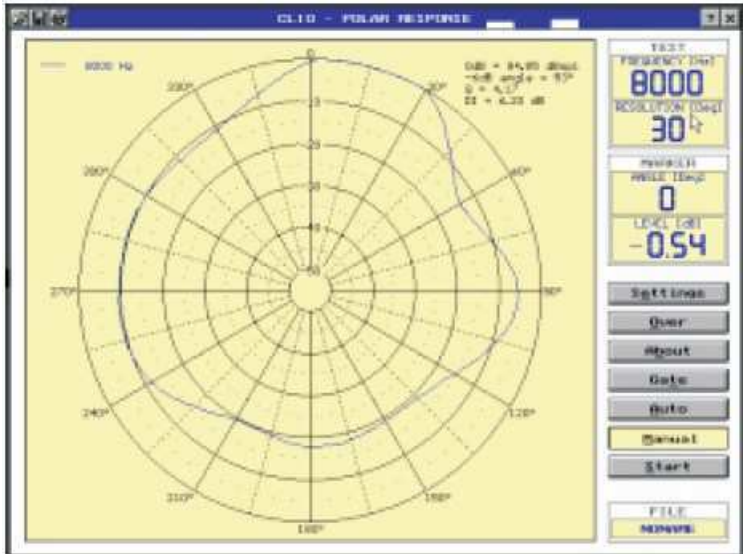 CLIO - POLAR RESPONSE
8000 Hz
0
330°
30°
300°
60°
270°
90°
240°
120°
210°
150°
180°
-10
-20
-30
-40
TEST
FREQUENCY [Hz]
8000
RESOLUTION [Deg]
30
MARKER
ANGLE [Deg]
0
LEVEL [dB]
-0.54
Settings
Over
About
Gate
Auto
Manual
Start
FILE
NONAME